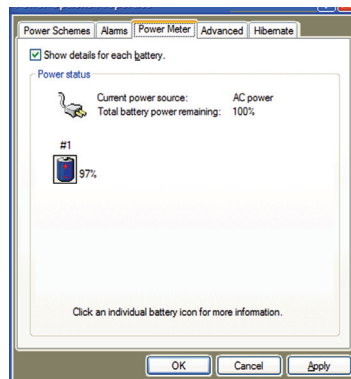 Power Schemes Alarms Power Meter Advanced Hibernate
Show details for each battery.
Power status
Current power source: AC power
Total battery power remaining: 100%
#1
97%
Click an individual battery icon for more information.
OK Cancel Apply